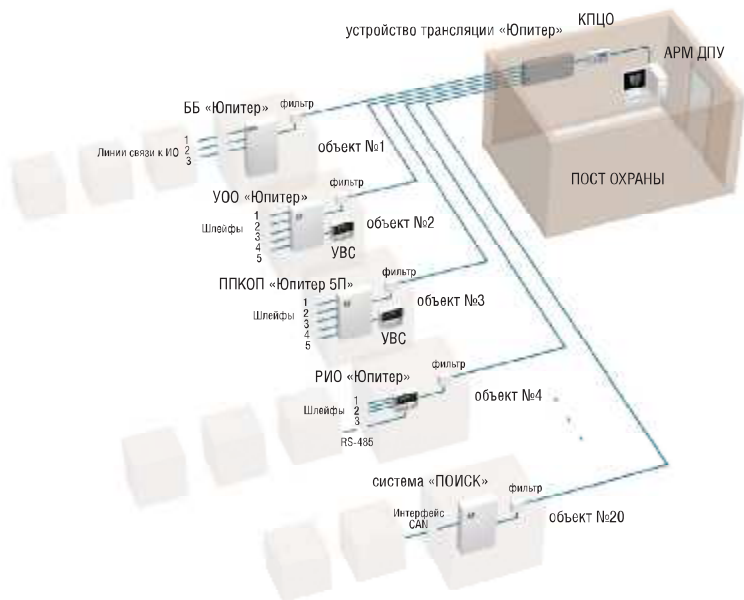 КПЦО
устройство трансляции «Юпитер»
АРМ ДПУ
ПОСТ ОХРАНЫ
ББ «Юпитер»
фильтр
Линии связи к ИО
1
2
3
объект №1
УОО «Юпитер»
фильтр
Шлейфы
1
2
3
4
5
УВС
объект №2
ППКОП «Юпитер 5П»
фильтр
Шлейфы
1
2
3
4
5
УВС
объект №3
РИО «Юпитер»
фильтр
Шлейфы
1
2
3
RS-485
объект №4
система «ПОИСК»
фильтр
Интерфейс
CAN
объект №20